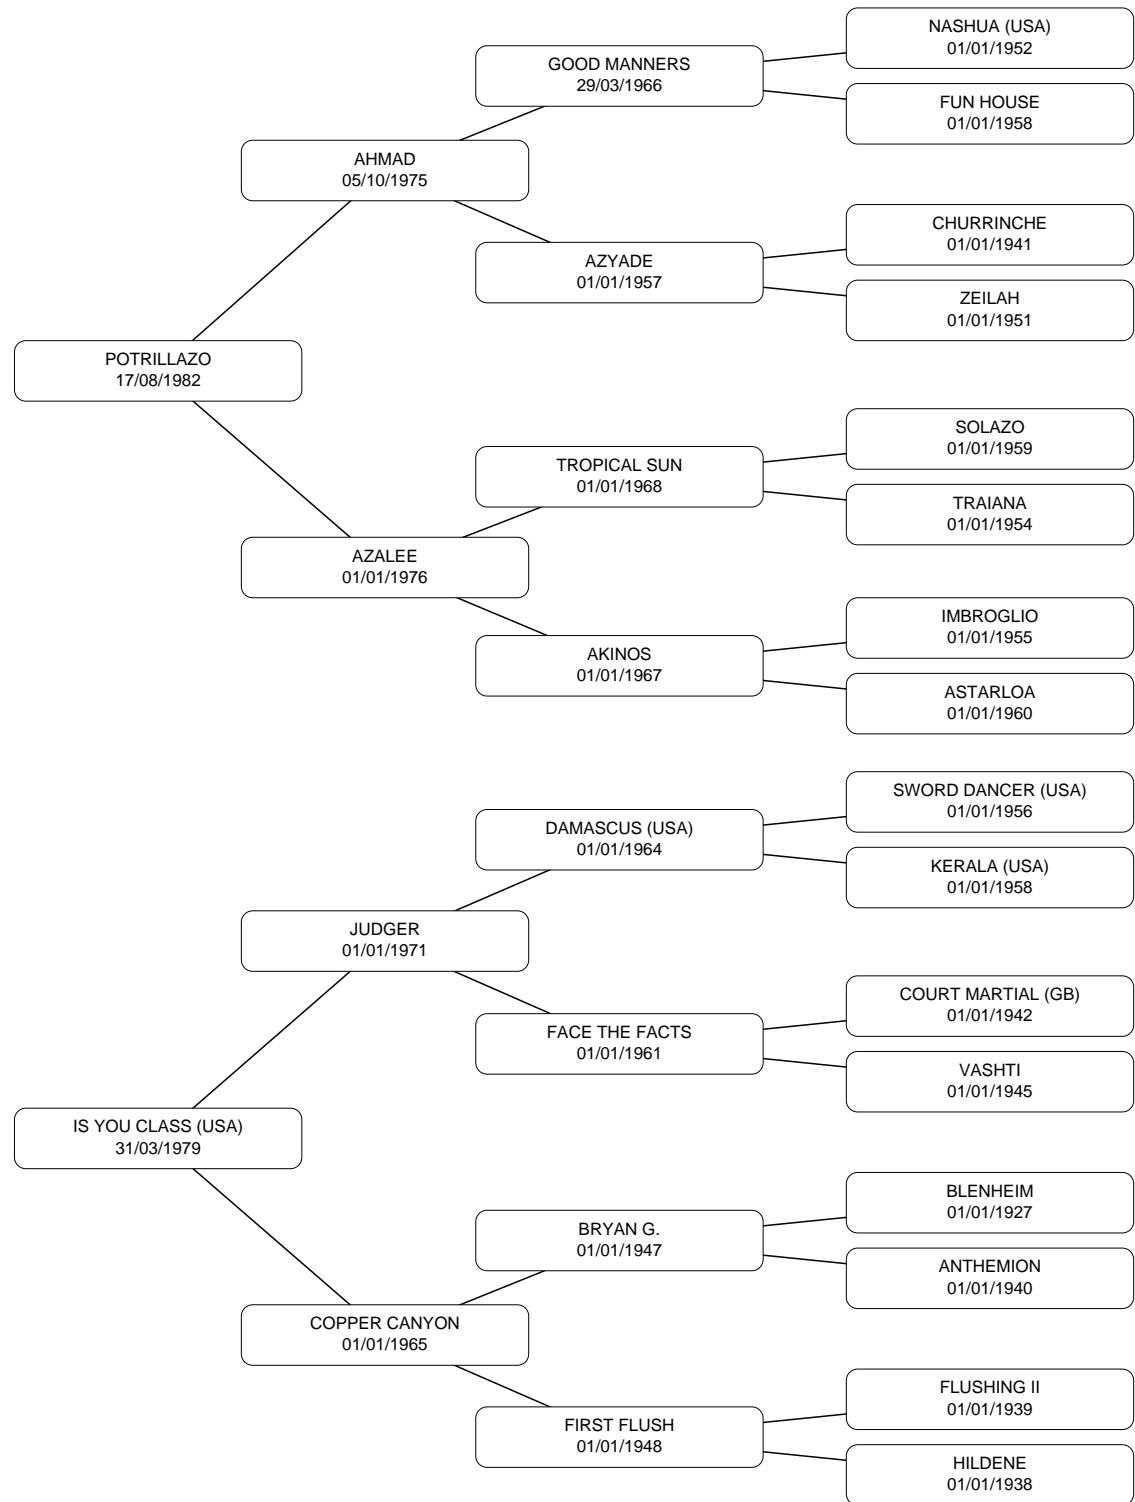 NASHUA (USA)
01/01/1952
GOOD MANNERS
29/03/1966
FUN HOUSE
01/01/1958
AHMAD
05/10/1975
CHURRINCHE
01/01/1941
AZYADE
01/01/1957
ZEILAH
01/01/1951
POTRILLAZO
17/08/1982
SOLAZO
01/01/1959
TROPICAL SUN
01/01/1968
TRAIANA
01/01/1954
AZALEE
01/01/1976
IMBROGLIO
01/01/1955
AKINOS
01/01/1967
ASTARLOA
01/01/1960
SWORD DANCER (USA)
01/01/1956
DAMASCUS (USA)
01/01/1964
KERALA (USA)
01/01/1958
JUDGER
01/01/1971
COURT MARTIAL (GB)
01/01/1942
FACE THE FACTS
01/01/1961
VASHTI
01/01/1945
IS YOU CLASS (USA)
31/03/1979
BLENHEIM
01/01/1927
BRYAN G.
01/01/1947
ANTHEMION
01/01/1940
COPPER CANYON
01/01/1965
FLUSHING II
01/01/1939
FIRST FLUSH
01/01/1948
HILDENE
01/01/1938